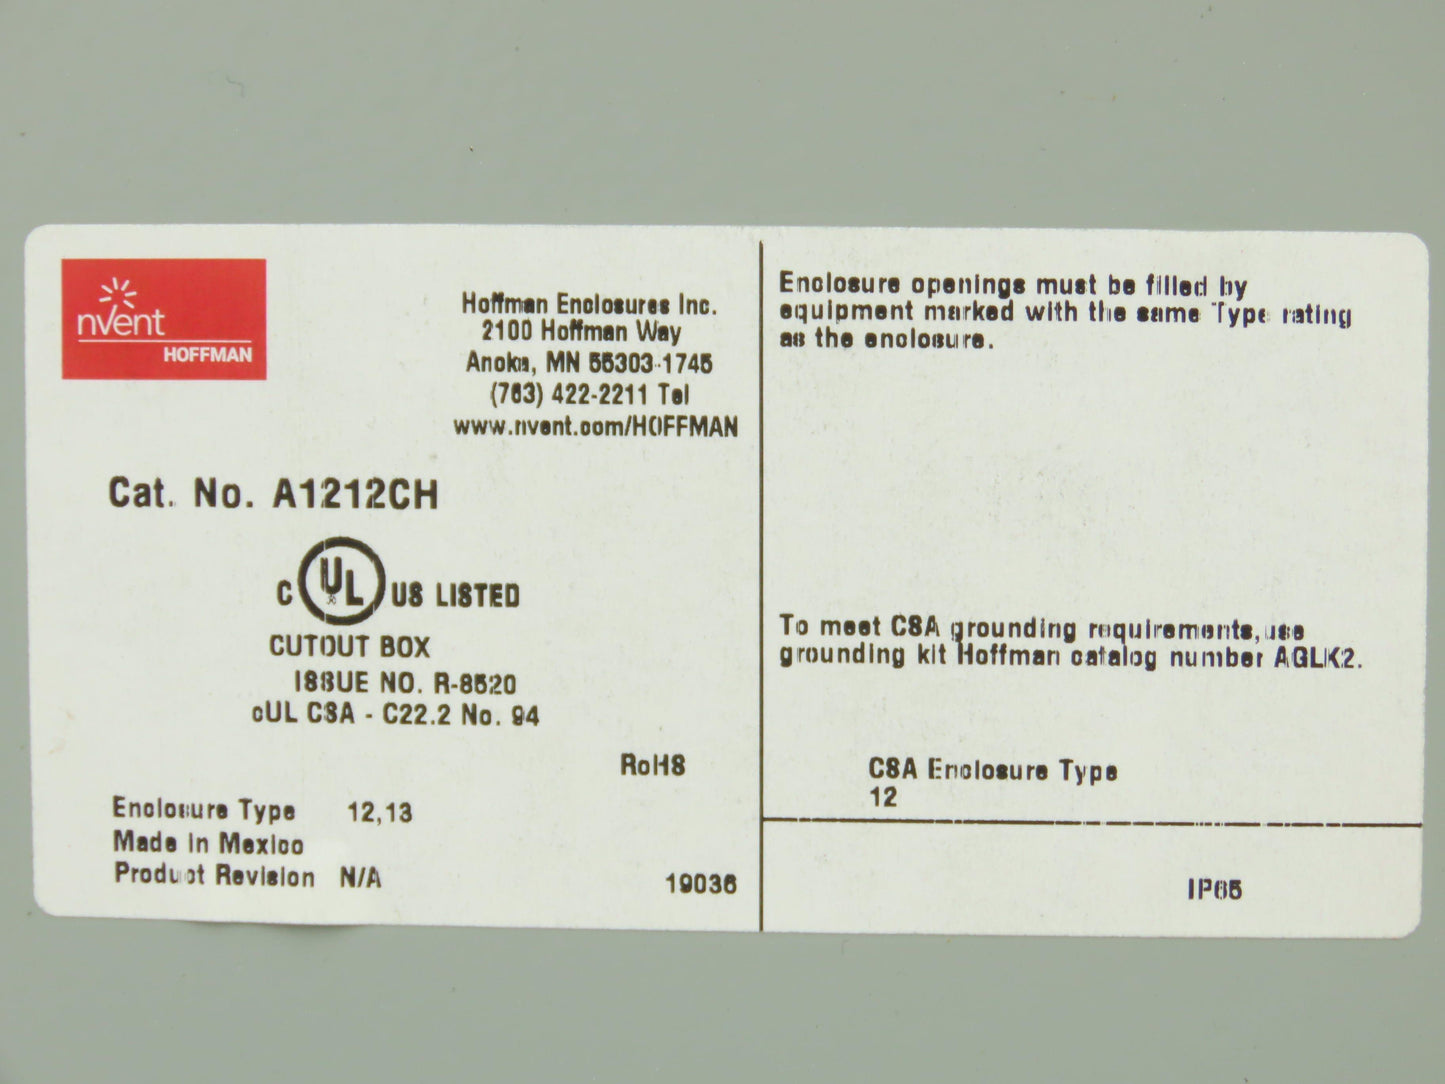 nVent
HOFFMAN
Hoffman Enclosures Inc.
2100 Hoffman Way
Anoka, MN 55303-1745
(763) 422-2211 Tel
www.nvent.com/HOFFMAN
Cat. No. A1212CH
C UL US LISTED
CUTOUT BOX
ISSUE NO. R-8520
cUL CSA - C22.2 No. 94
RoHS
Enclosure Type 12,13
Made in Mexico
Product Revision N/A
19036
Enclosure openings must be filled by
equipment marked with the same Type rating
as the enclosure.
To meet CSA grounding requirements,use
grounding kit Hoffman catalog number AGLK2.
CSA Enclosure Type
12
IP65